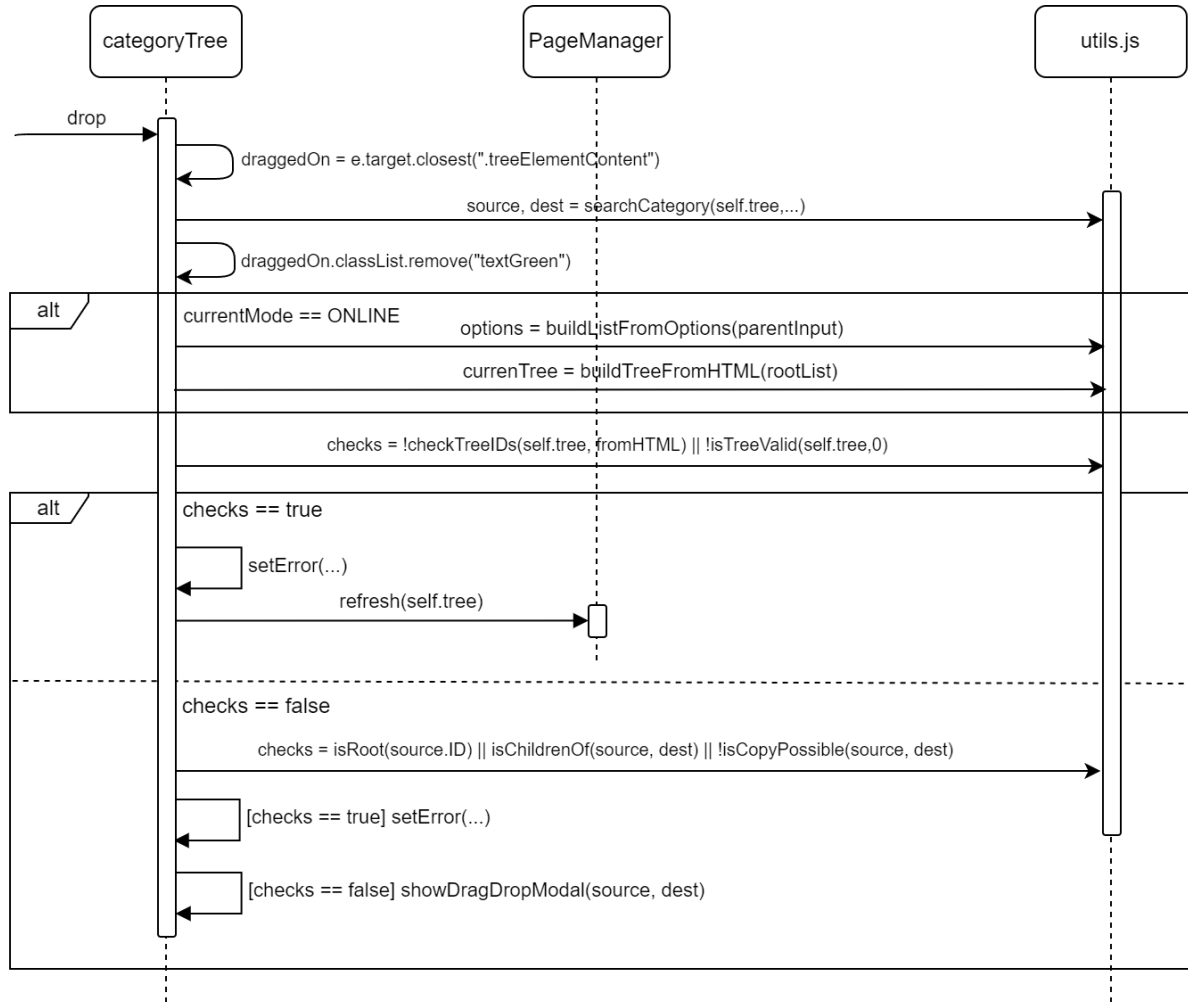 categoryTree
PageManager
utils.js
drop
draggedOn = e.target.closest(".treeElementContent")
source, dest = searchCategory(self.tree,...)
draggedOn.classList.remove("textGreen")
alt
currentMode == ONLINE
options = buildListFromOptions(parentInput)
currenTree = buildTreeFromHTML(rootList)
checks = !checkTreeIDs(self.tree, fromHTML) || !isTreeValid(self.tree,0)
alt
checks == true
setError(...)
refresh(self.tree)
checks == false
checks = isRoot(source.ID) || isChildrenOf(source, dest) || !isCopyPossible(source, dest)
[checks == true] setError(...)
[checks == false] showDragDropModal(source, dest)